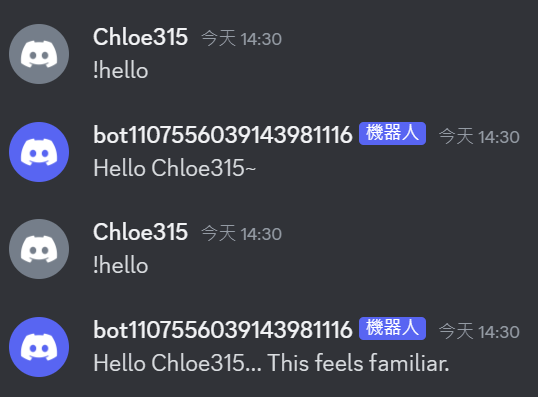 Chloe315 今天 14:30
!hello
bot1107556039143981116 機器人 今天 14:30
Hello Chloe315~
Chloe315 今天 14:30
!hello
bot1107556039143981116 機器人 今天 14:30
Hello Chloe315... This feels familiar.